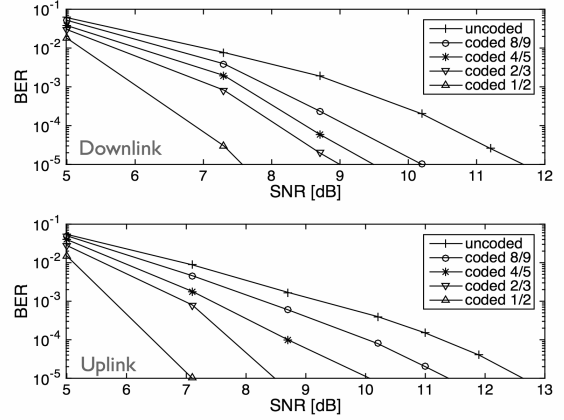 10^-1
10^-2
10^-3
10^-4
10^-5
BER
uncoded
coded 8/9
coded 4/5
coded 2/3
coded 1/2
Downlink
5 6 7 8 9 10 11 12
SNR [dB]
10^-1
10^-2
10^-3
10^-4
10^-5
BER
uncoded
coded 8/9
coded 4/5
coded 2/3
coded 1/2
Uplink
5 6 7 8 9 10 11 12 13
SNR [dB]